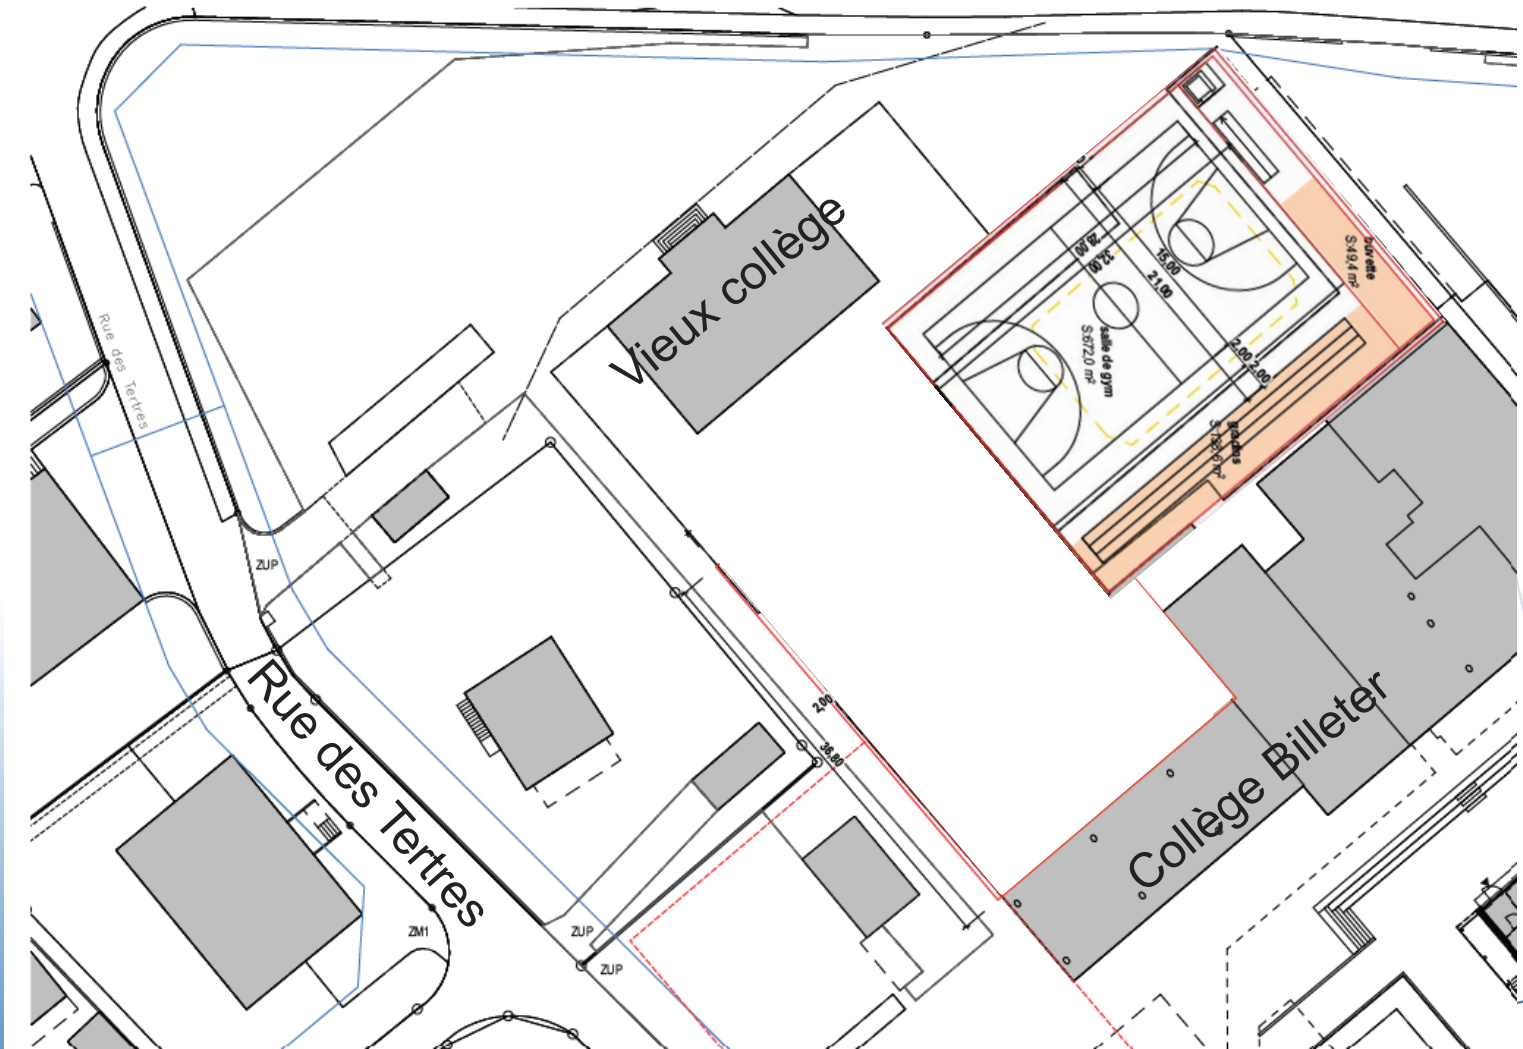 Vieux collège
buvette
S:49,4 m²
28,00
32,00
15,00
21,00
salle de gym
S:672,0 m²
2,00
2,00
gradins
Rue des Tertres
ZUP
Rue des Tertres
2,00
36,80
Collège Billeter
ZM1
ZUP
ZUP